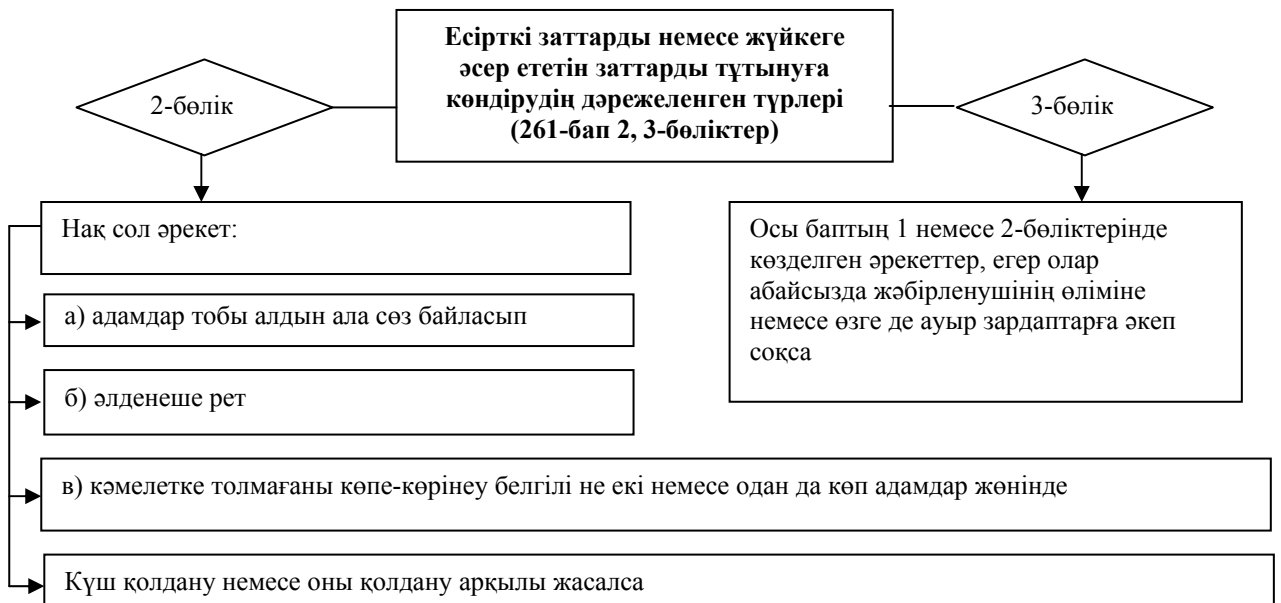 Есірткі заттарды немесе жүйкеге
әсер ететін заттарды тұтынуға
көндірудің дәрежеленген түрлері
(261-бап 2, 3-бөліктер)
2-бөлік
3-бөлік
Нақ сол әрекет:
а) адамдар тобы алдын ала сөз байласып
б) әлденеше рет
в) кәмелетке толмағаны көпе-көрінеу белгілі не екі немесе одан да көп адамдар жөнінде
Күш қолдану немесе оны қолдану арқылы жасалса
Осы баптың 1 немесе 2-бөліктерінде
көзделген әрекеттер, егер олар
абайсызда жәбірленушінің өліміне
немесе өзге де ауыр зардаптарға әкеп
соқса